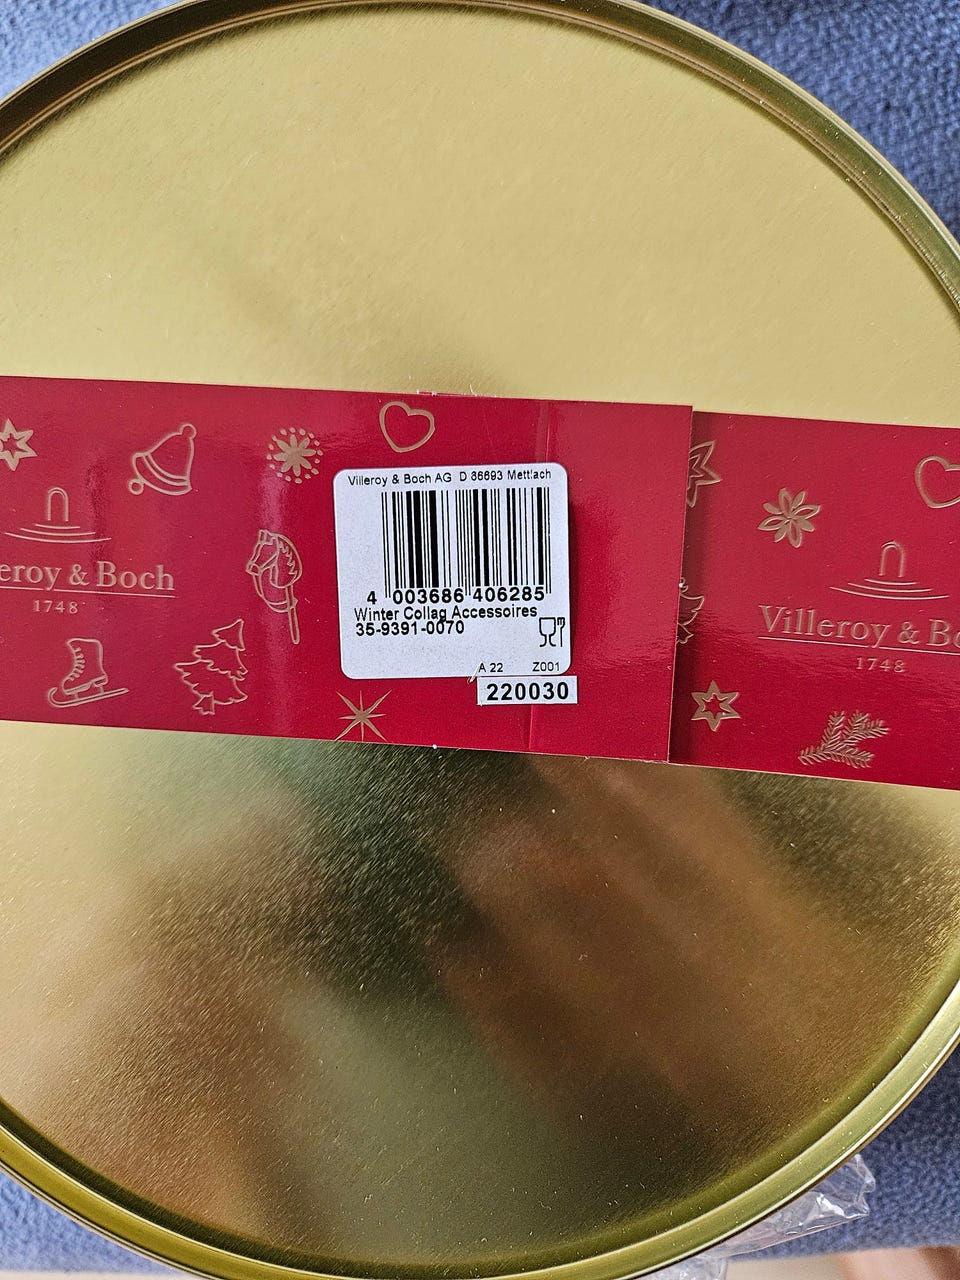 Villeroy & Boch AG D 66693 Mettlach
4 003686 406285
Winter Collag Accessoires
35-9391-0070
A 22 Z001
220030
eroy & Boch
1748
Villeroy & Bo
1748